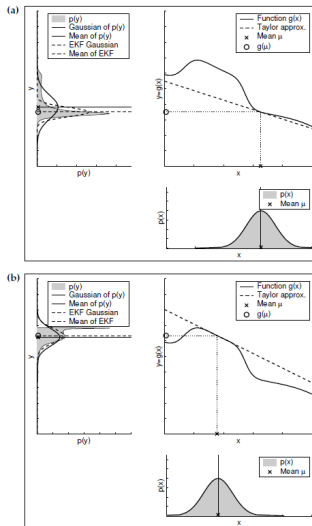 (a)
p(y)
Gaussian of p(y)
Mean of p(y)
EKF Gaussian
Mean of EKF
y
p(y)
Function g(x)
Taylor approx.
Mean μ
g(μ)
y=g(x)
x
p(x)
Mean μ
p(x)
x
(b)
p(y)
Gaussian of p(y)
Mean of p(y)
EKF Gaussian
Mean of EKF
y
p(y)
Function g(x)
Taylor approx.
Mean μ
g(μ)
y=g(x)
x
p(x)
Mean μ
p(x)
x